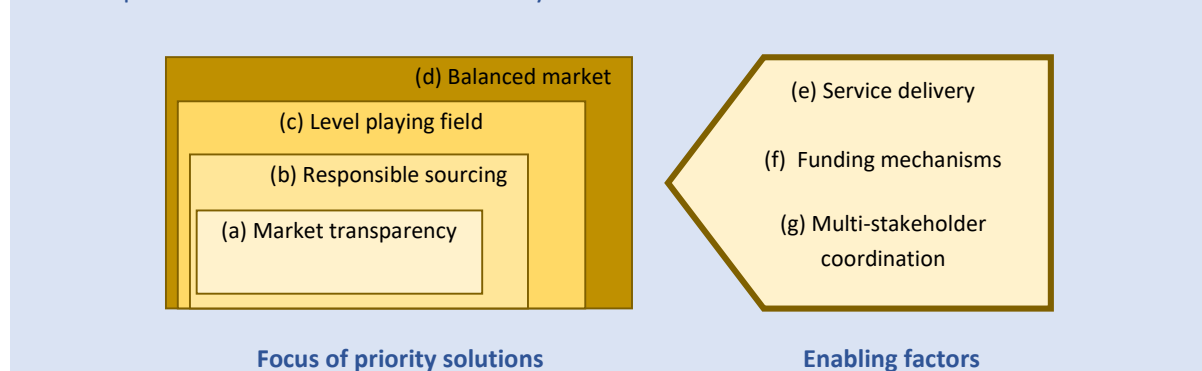 (d) Balanced market
(c) Level playing field
(b) Responsible sourcing
(a) Market transparency
(e) Service delivery
(f) Funding mechanisms
(g) Multi-stakeholder
coordination
Focus of priority solutions
Enabling factors